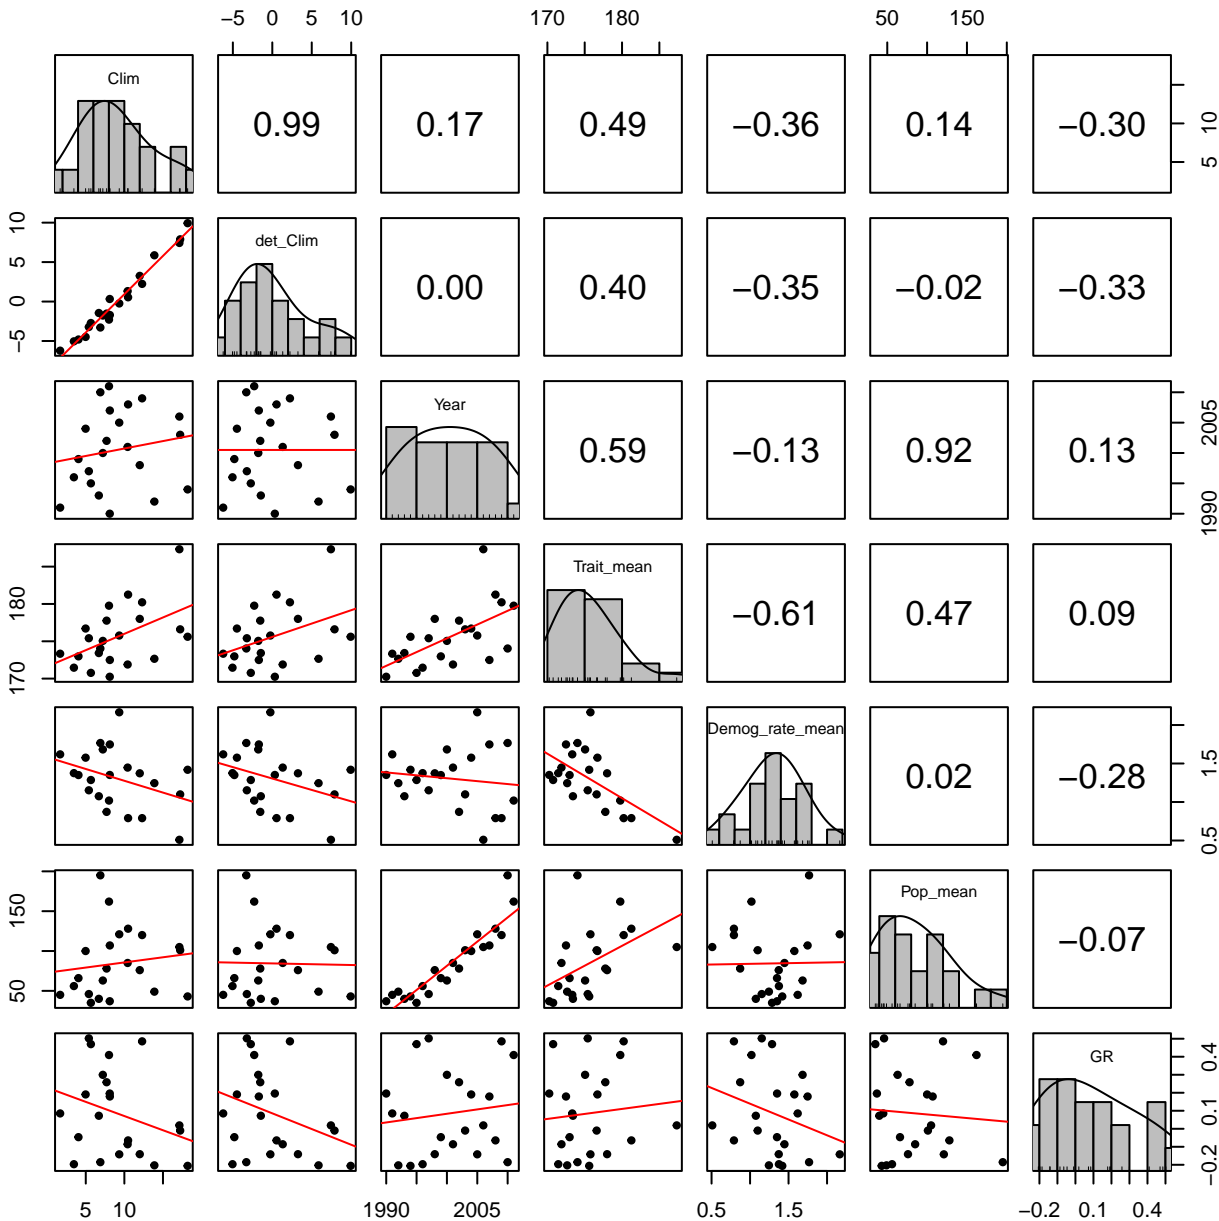 −5 0 5 10 170 180 50 150
Clim
0.99 0.17 0.49 −0.36 0.14 −0.30
5 10
det_Clim
0.00 0.40 −0.35 −0.02 −0.33
−5 0 5 10
Year
0.59 −0.13 0.92 0.13
1990 2005
Trait_mean
−0.61 0.47 0.09
170 180
Demog_rate_mean
0.02 −0.28
0.5 1.5
Pop_mean
−0.07
50 150
GR
−0.2 0.1 0.4
5 10 1990 2005 0.5 1.5 −0.2 0.1 0.4